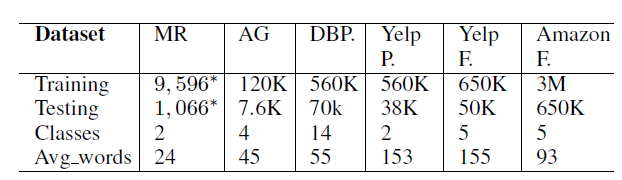 Dataset MR AG DBP. Yelp P. Yelp F. Amazon F.
Training 9, 596* 120K 560K 560K 650K 3M
Testing 1, 066* 7.6K 70k 38K 50K 650K
Classes 2 4 14 2 5 5
Avg_words 24 45 55 153 155 93